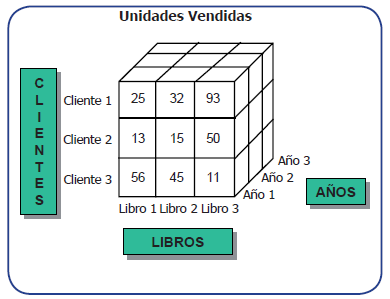 Unidades Vendidas
CLIENTES
Cliente 1 25 32 93
Cliente 2 13 15 50
Cliente 3 56 45 11
Libro 1 Libro 2 Libro 3
Año 1
Año 2
Año 3
AÑOS
LIBROS